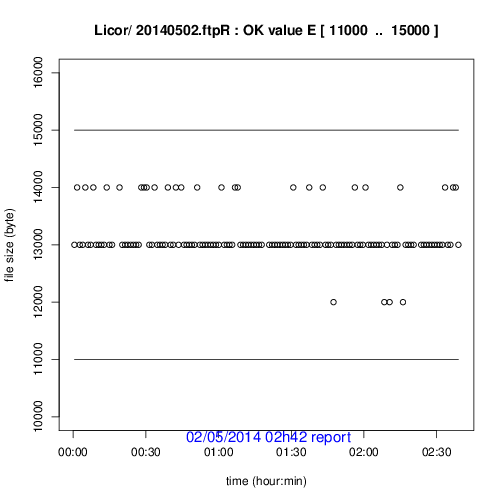 Licor/ 20140502.ftpR : OK value E [ 11000 .. 15000 ]
file size (byte)
16000
15000
14000
13000
12000
11000
10000
02/05/2014 02h42 report
00:00 00:30 01:00 01:30 02:00 02:30
time (hour:min)